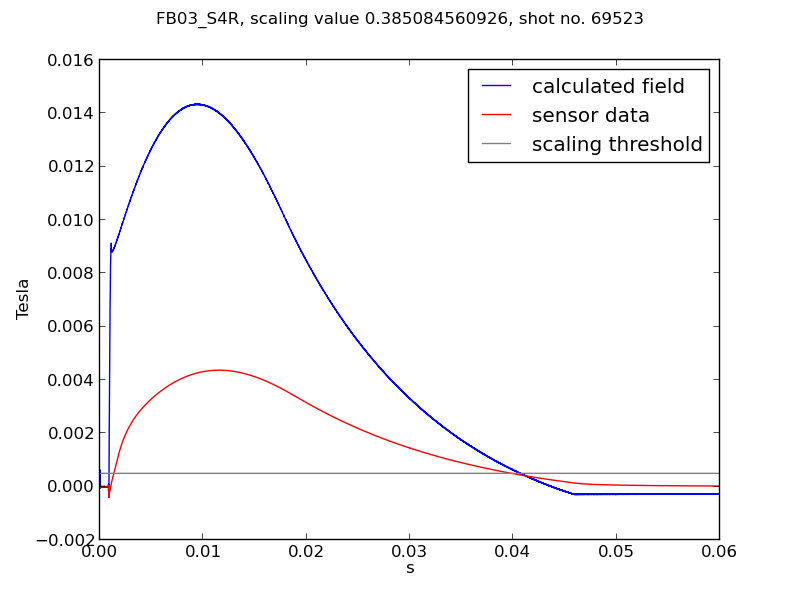 FB03_S4R, scaling value 0.385084560926, shot no. 69523
0.016
0.014
0.012
0.010
0.008
0.006
0.004
0.002
0.000
−0.002
Tesla
calculated field
sensor data
scaling threshold
0.00 0.01 0.02 0.03 0.04 0.05 0.06
s